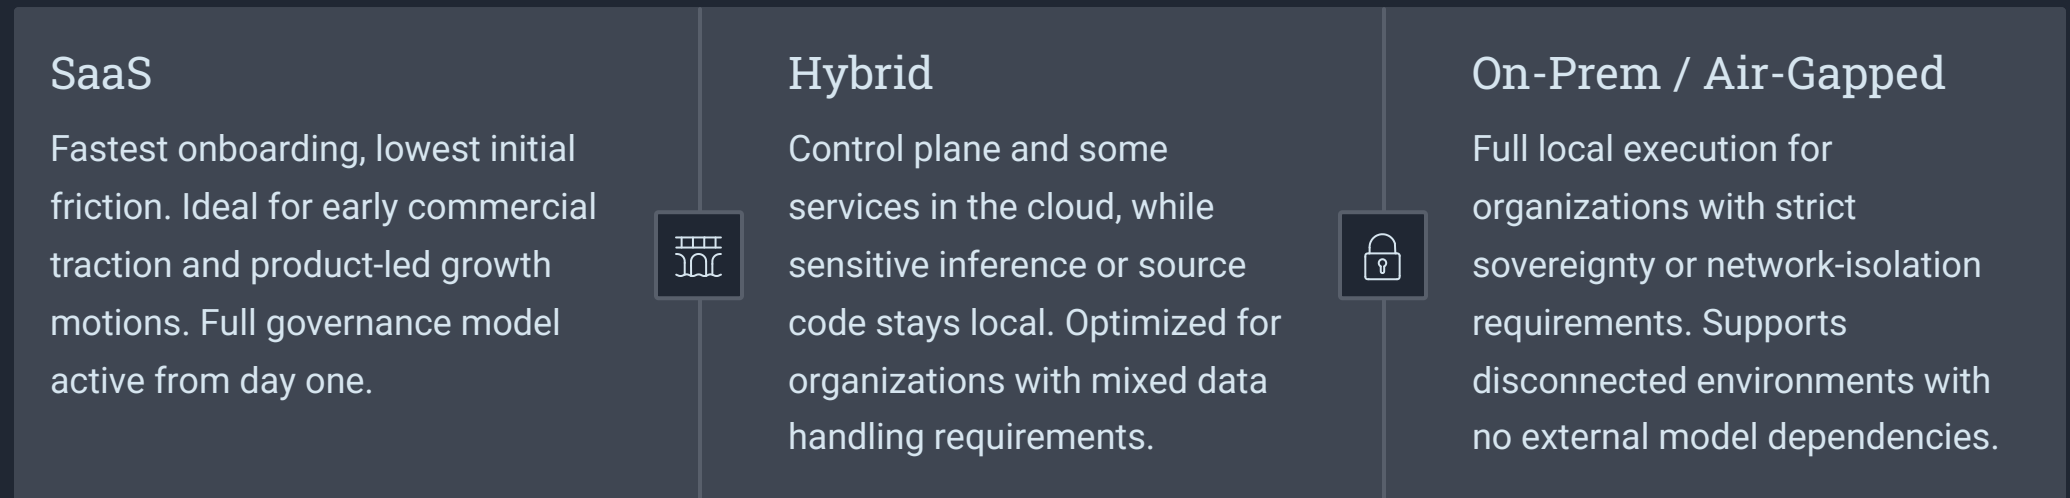 SaaS
Fastest onboarding, lowest initial
friction. Ideal for early commercial
traction and product-led growth
motions. Full governance model
active from day one.
Hybrid
Control plane and some
services in the cloud, while
sensitive inference or source
code stays local. Optimized for
organizations with mixed data
handling requirements.
On-Prem / Air-Gapped
Full local execution for
organizations with strict
sovereignty or network-isolation
requirements. Supports
disconnected environments with
no external model dependencies.